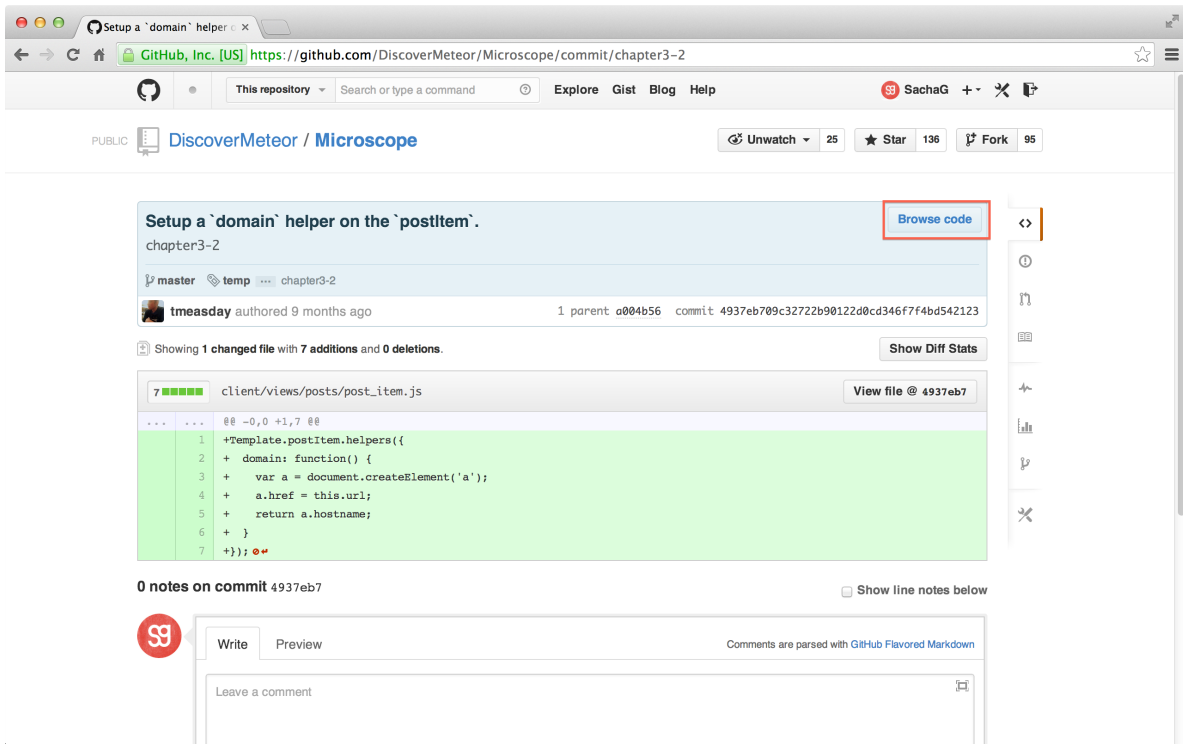 Setup a `domain` helper o
GitHub, Inc. [US] https://github.com/DiscoverMeteor/Microscope/commit/chapter3-2
This repository Search or type a command Explore Gist Blog Help SachaG
PUBLIC DiscoverMeteor / Microscope Unwatch 25 Star 136 Fork 95
Setup a `domain` helper on the `postItem`. Browse code
chapter3-2
master temp ... chapter3-2
tmeasday authored 9 months ago 1 parent a004b56 commit 4937eb709c32722b90122d0cd346f7f4bd542123
Showing 1 changed file with 7 additions and 0 deletions. Show Diff Stats
7 client/views/posts/post_item.js View file @ 4937eb7
... ... @@ -0,0 +1,7 @@
1 +Template.postItem.helpers({
2 +  domain: function() {
3 +    var a = document.createElement('a');
4 +    a.href = this.url;
5 +    return a.hostname;
6 +  }
7 +});
0 notes on commit 4937eb7 Show line notes below
sg Write Preview Comments are parsed with GitHub Flavored Markdown
Leave a comment